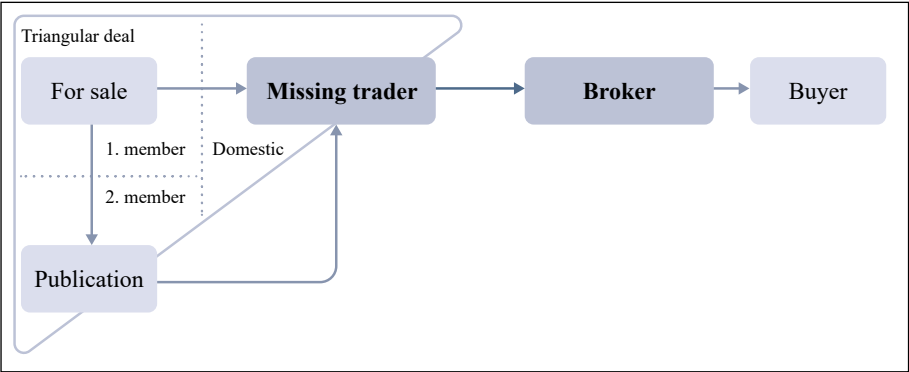 Triangular deal
For sale
Missing trader
Broker
Buyer
1. member
Domestic
2. member
Publication